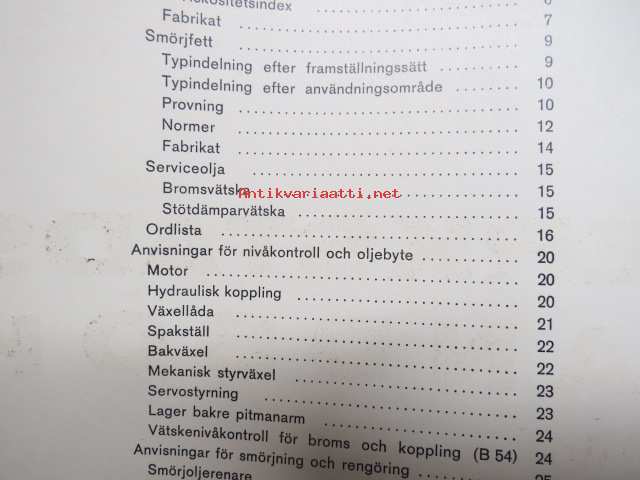 Fabrikat ........ 7
Smörjfett ........ 9
Typindelning efter framställningssätt ........ 9
Typindelning efter användningsområde ........ 10
Provning ........ 10
Normer ........ 12
Fabrikat ........ 14
Serviceolja ........ 15
Bromsvätska ........ 15
Antikvariaatti.net
Stötdämparvätska ........ 15
Ordlista ........ 16
Anvisningar för nivåkontroll och oljebyte ........ 20
Motor ........ 20
Hydraulisk koppling ........ 20
Växellåda ........ 21
Spakställ ........ 22
Bakväxel ........ 22
Mekanisk styrväxel ........ 23
Servostyrning ........ 23
Lager bakre pitmanarm ........ 24
Vätskenivåkontroll för broms och koppling (B 54) 24
Anvisningar för smörjning och rengöring ........ 25
Smörjoljerenare